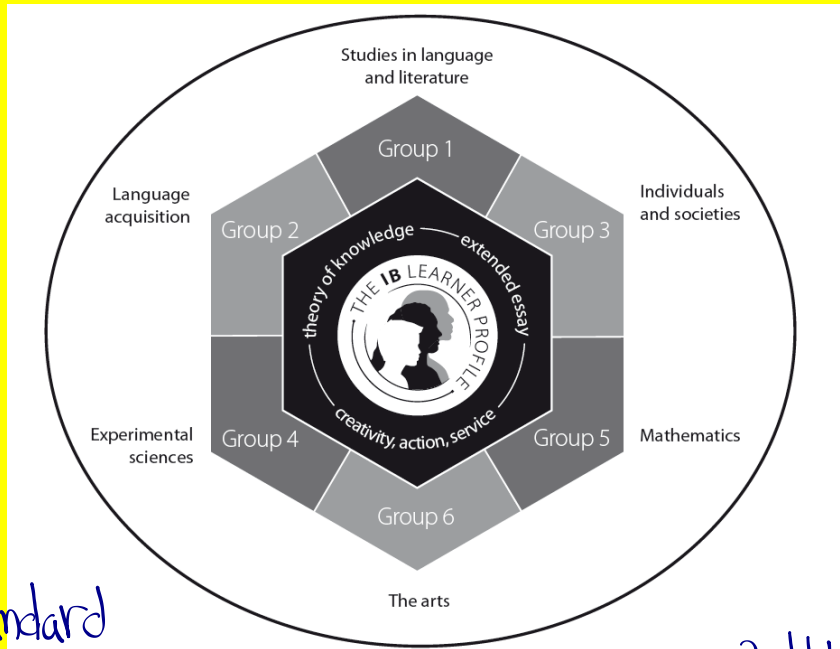 Studies in language
and literature
Group 1
Language
acquisition
Group 2
Individuals
and societies
Group 3
theory of knowledge
extended essay
THE IB LEARNER PROFILE
creativity, action, service
Experimental
sciences
Group 4
Group 5
Mathematics
Group 6
The arts
ndard